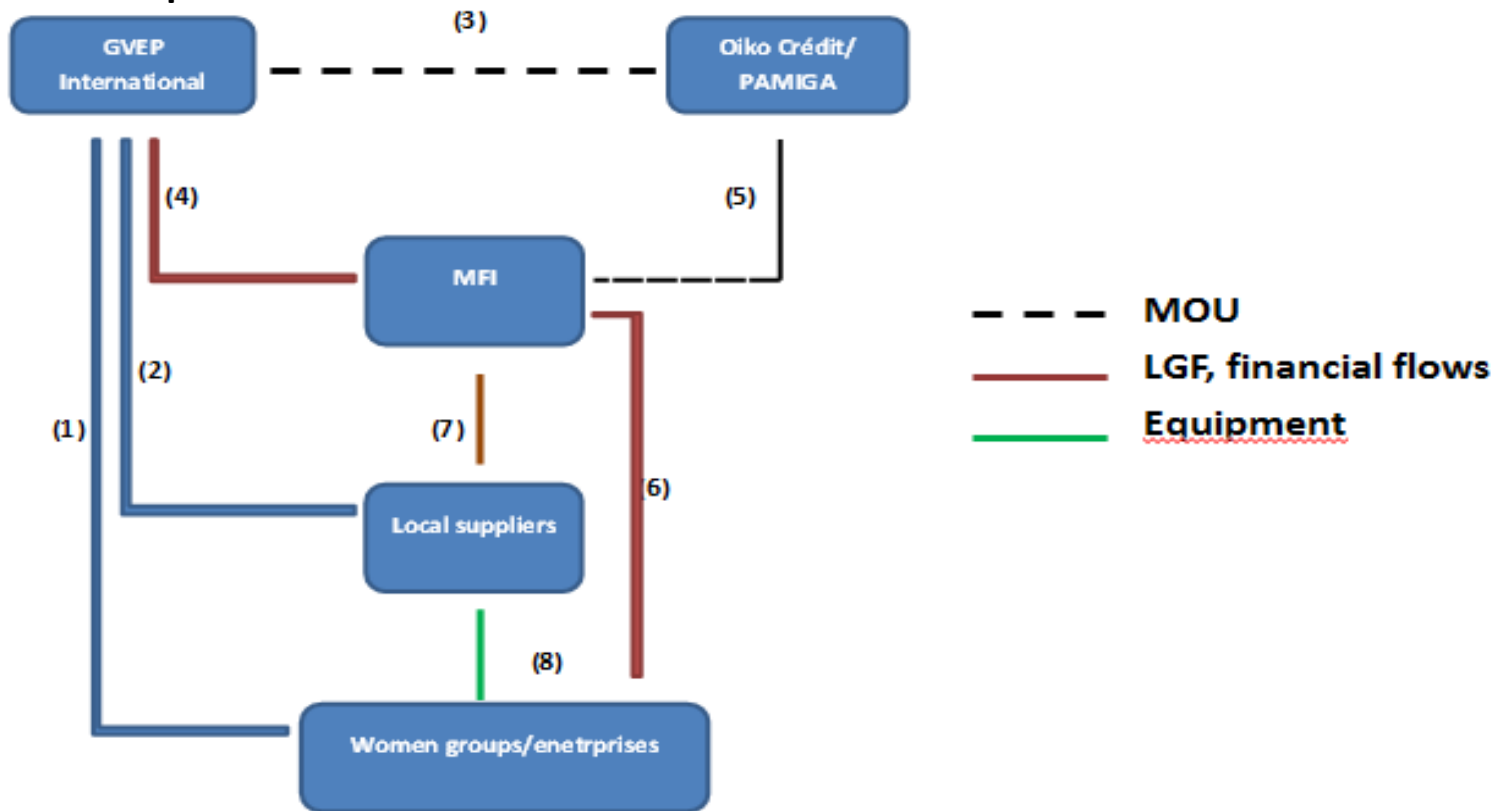 (3)
GVEP
International
Oiko Crédit/
PAMIGA
(4)
(5)
MFI
MOU
LGF, financial flows
Equipment
(2)
(1)
(7)
(6)
Local suppliers
(8)
Women groups/enetrprises